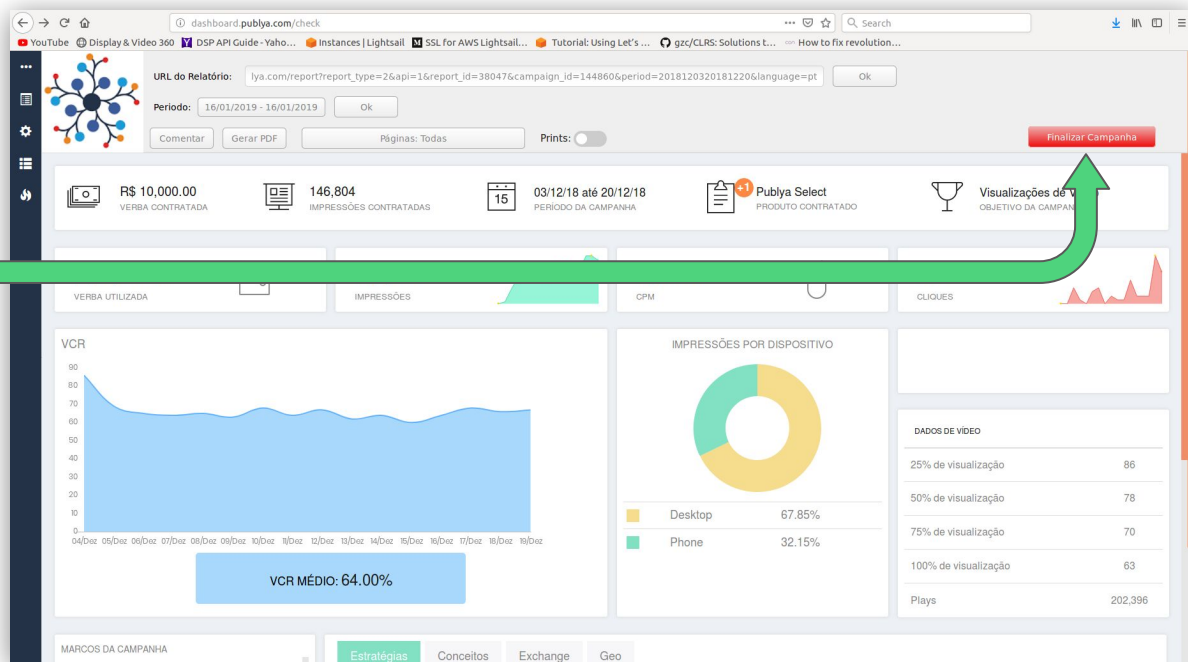 dashboard.publya.com/check
Search
YouTube Display & Video 360 DSP API Guide - Yaho... Instances | Lightsail SSL for AWS Lightsail... Tutorial: Using Let's ... gzc/CLRS: Solutions t... How to fix revolution...
URL do Relatório: lya.com/report?report_type=2&api=1&report_id=38047&campaign_id=144860&period=2018120320181220&language=pt Ok
Periodo: 16/01/2019 - 16/01/2019 Ok
Comentar Gerar PDF Páginas: Todas Prints: Finalizar Campanha
R$ 10,000.00 146,804 15 03/12/18 até 20/12/18 +1 Publya Select Visualizações de
VERBA CONTRATADA IMPRESSÕES CONTRATADAS PERÍODO DA CAMPANHA PRODUTO CONTRATADO OBJETIVO DA
VERBA UTILIZADA IMPRESSÕES CPM CLIQUES
VCR
90
80
70
60
50
40
30
20
10
0
04/Dez 05/Dez 06/Dez 07/Dez 08/Dez 09/Dez 10/Dez 11/Dez 12/Dez 13/Dez 14/Dez 15/Dez 16/Dez 17/Dez 18/Dez 19/Dez
VCR MÉDIO: 64.00%
IMPRESSÕES POR DISPOSITIVO
Desktop 67.85%
Phone 32.15%
DADOS DE VÍDEO
25% de visualização 86
50% de visualização 78
75% de visualização 70
100% de visualização 63
Plays 202,396
MARCOS DA CAMPANHA
Estratégias Conceitos Exchange Geo